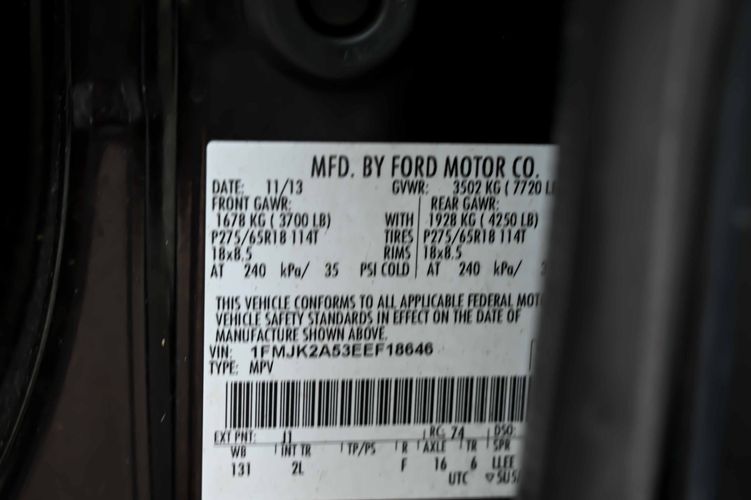 MFD. BY FORD MOTOR CO.
DATE: 11/13 GVWR: 3502 KG ( 7720 L
FRONT GAWR: REAR GAWR:
1678 KG ( 3700 LB) WITH 1928 KG ( 4250 LB)
P275/65R18 114T TIRES P275/65R18 114T
18x8.5 RIMS 18x8.5
AT 240 kPa/ 35 PSI COLD AT 240 kPa/ 3
THIS VEHICLE CONFORMS TO ALL APPLICABLE FEDERAL MOT
VEHICLE SAFETY STANDARDS IN EFFECT ON THE DATE OF
MANUFACTURE SHOWN ABOVE.
VIN: 1FMJK2A53EEF18646
TYPE: MPV
EXT PNT: J1 RC: 24 DSO:
WB INT TR TP/PS R AXLE TR SPR
131 2L F 16 6 LLEE
UTC